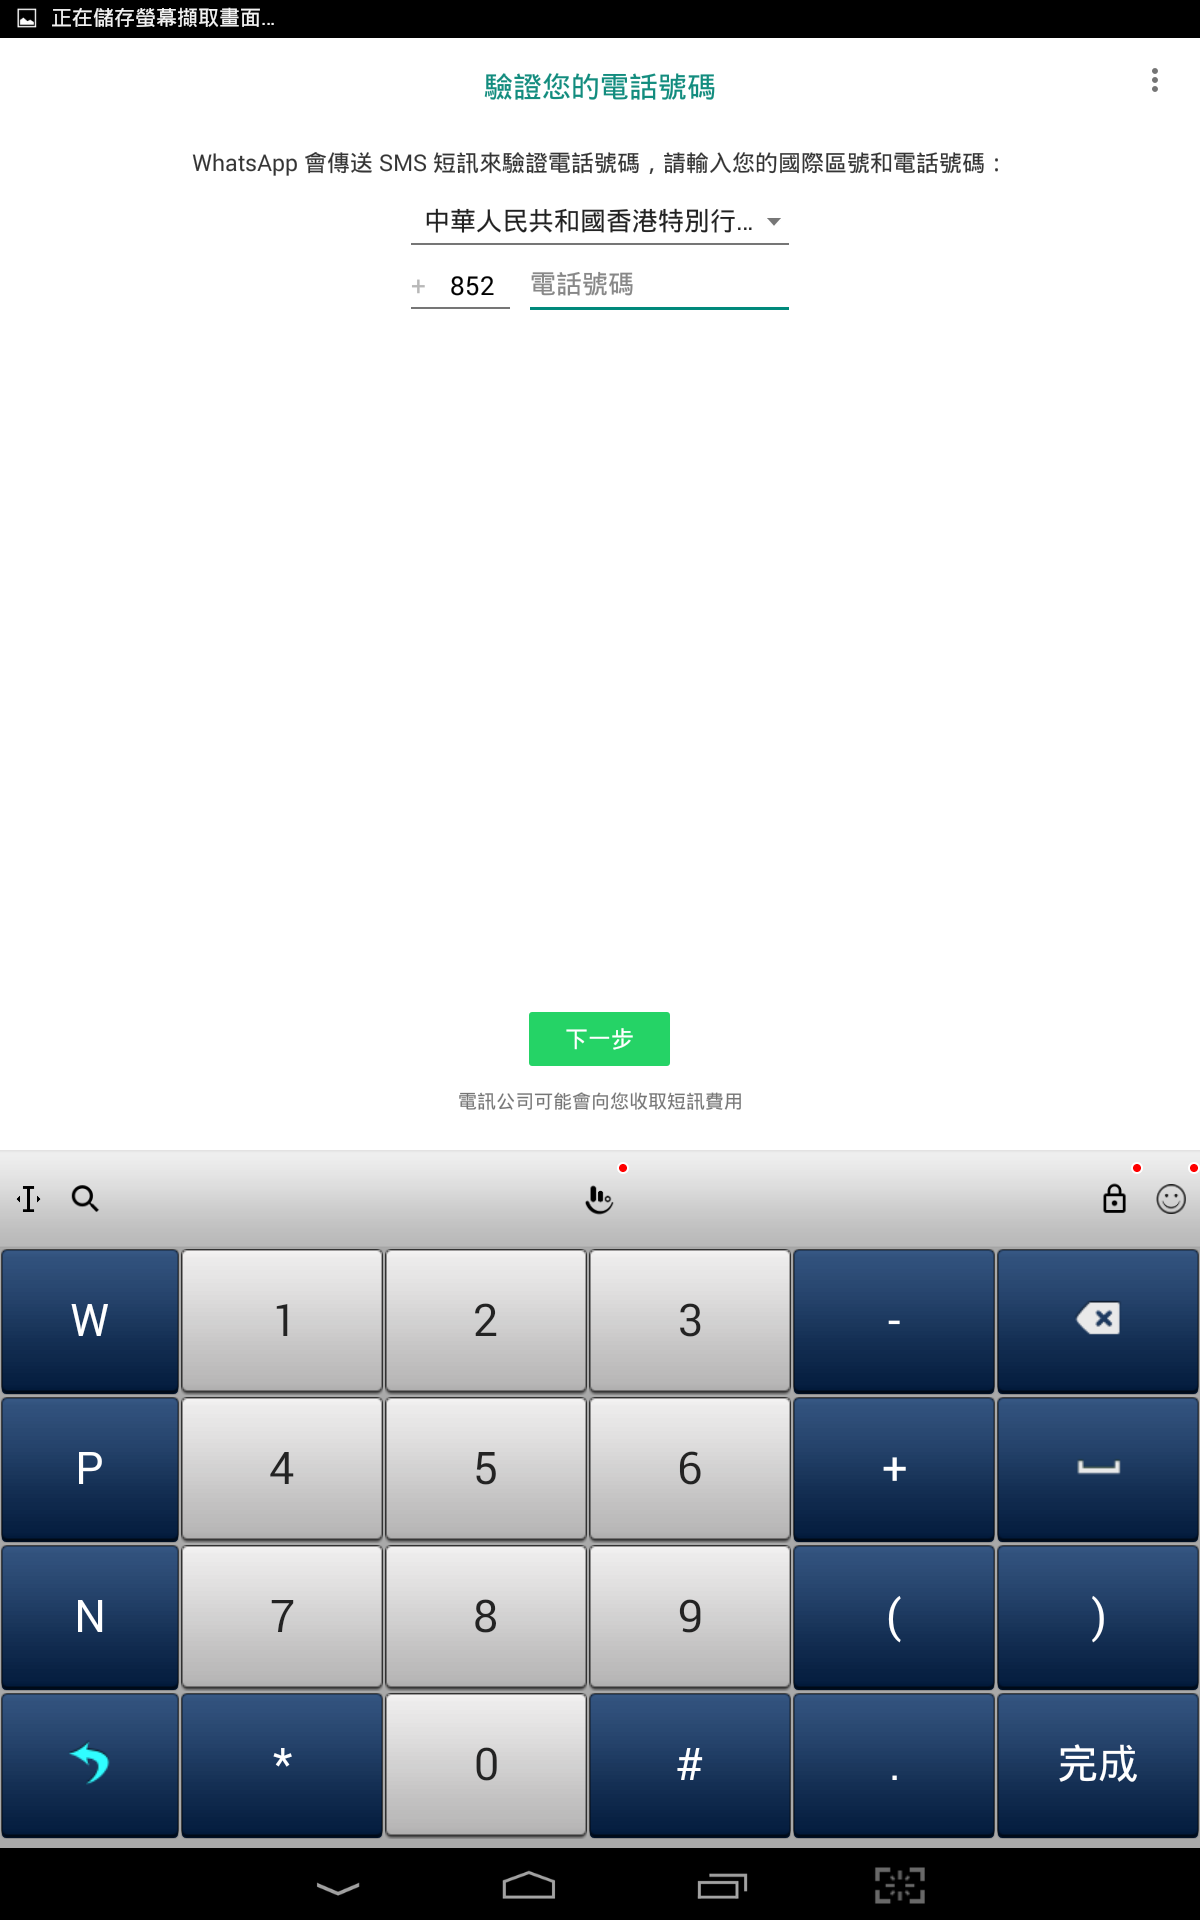 正在儲存螢幕擷取畫面...
驗證您的電話號碼
WhatsApp 會傳送 SMS 短訊來驗證電話號碼，請輸入您的國際區號和電話號碼：
中華人民共和國香港特別行...
+ 852 電話號碼
下一步
電訊公司可能會向您收取短訊費用
W 1 2 3 -
P 4 5 6 +
N 7 8 9 ( )
* 0 # . 完成